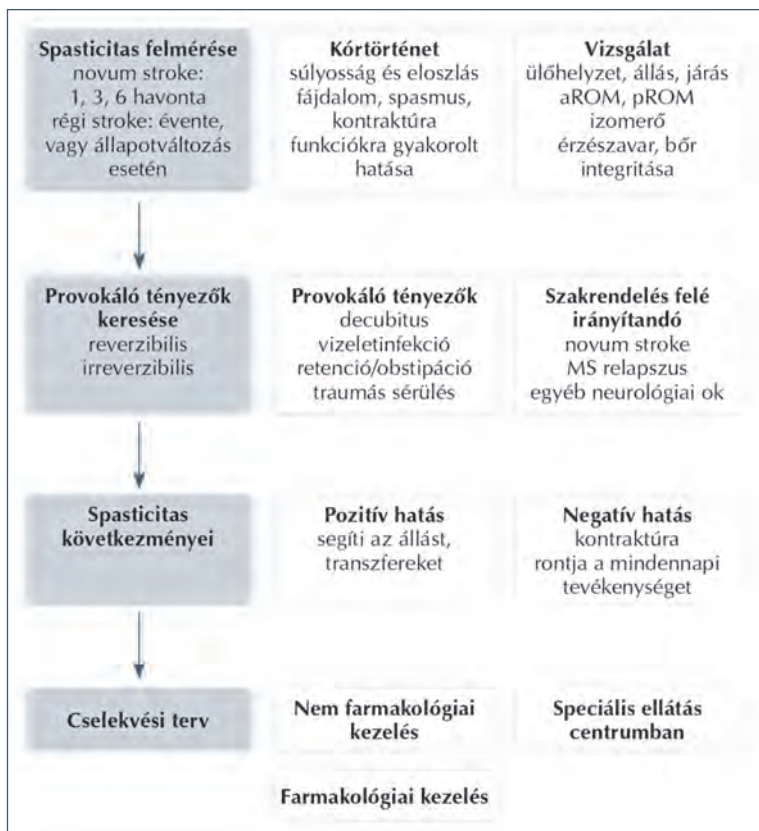 Spasticitas felmérése
novum stroke:
1, 3, 6 havonta
régi stroke: évente,
vagy állapotváltozás
esetén
Kórtörténet
súlyosság és eloszlás
fájdalom, spasmus,
kontraktúra
funkciókra gyakorolt
hatása
Vizsgálat
ülőhelyzet, állás, járás
aROM, pROM
izomerő
érzészavar, bőr
integritása
Provokáló tényezők
keresése
reverzibilis
irreverzibilis
Provokáló tényezők
decubitus
vizeletinfekció
retenció/obstipáció
traumás sérülés
Szakrendelés felé
irányítandó
novum stroke
MS relapszus
egyéb neurológiai ok
Spasticitas
következményei
Pozitív hatás
segíti az állást,
transzfereket
Negatív hatás
kontraktúra
rontja a mindennapi
tevékenységet
Cselekvési terv
Nem farmakológiai
kezelés
Speciális ellátás
centrumban
Farmakológiai kezelés